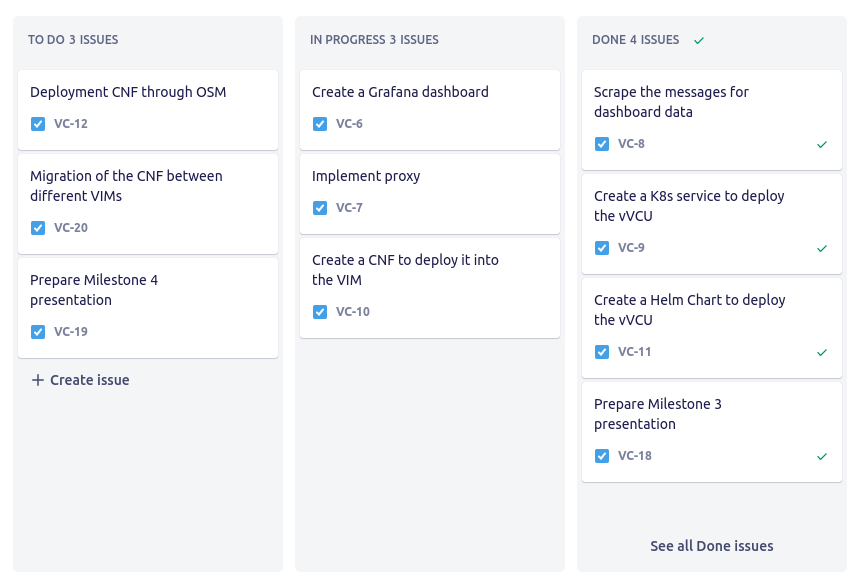 TO DO 3 ISSUES
Deployment CNF through OSM
VC-12
Migration of the CNF between
different VIMs
VC-20
Prepare Milestone 4
presentation
VC-19
Create issue
IN PROGRESS 3 ISSUES
Create a Grafana dashboard
VC-6
Implement proxy
VC-7
Create a CNF to deploy it into
the VIM
VC-10
DONE 4 ISSUES
Scrape the messages for
dashboard data
VC-8
Create a K8s service to deploy
the vVCU
VC-9
Create a Helm Chart to deploy
the vVCU
VC-11
Prepare Milestone 3
presentation
VC-18
See all Done issues